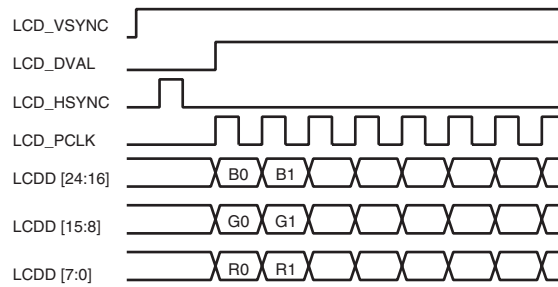 LCD_VSYNC
LCD_DVAL
LCD_HSYNC
LCD_PCLK
LCDD [24:16] B0 B1
LCDD [15:8] G0 G1
LCDD [7:0] R0 R1